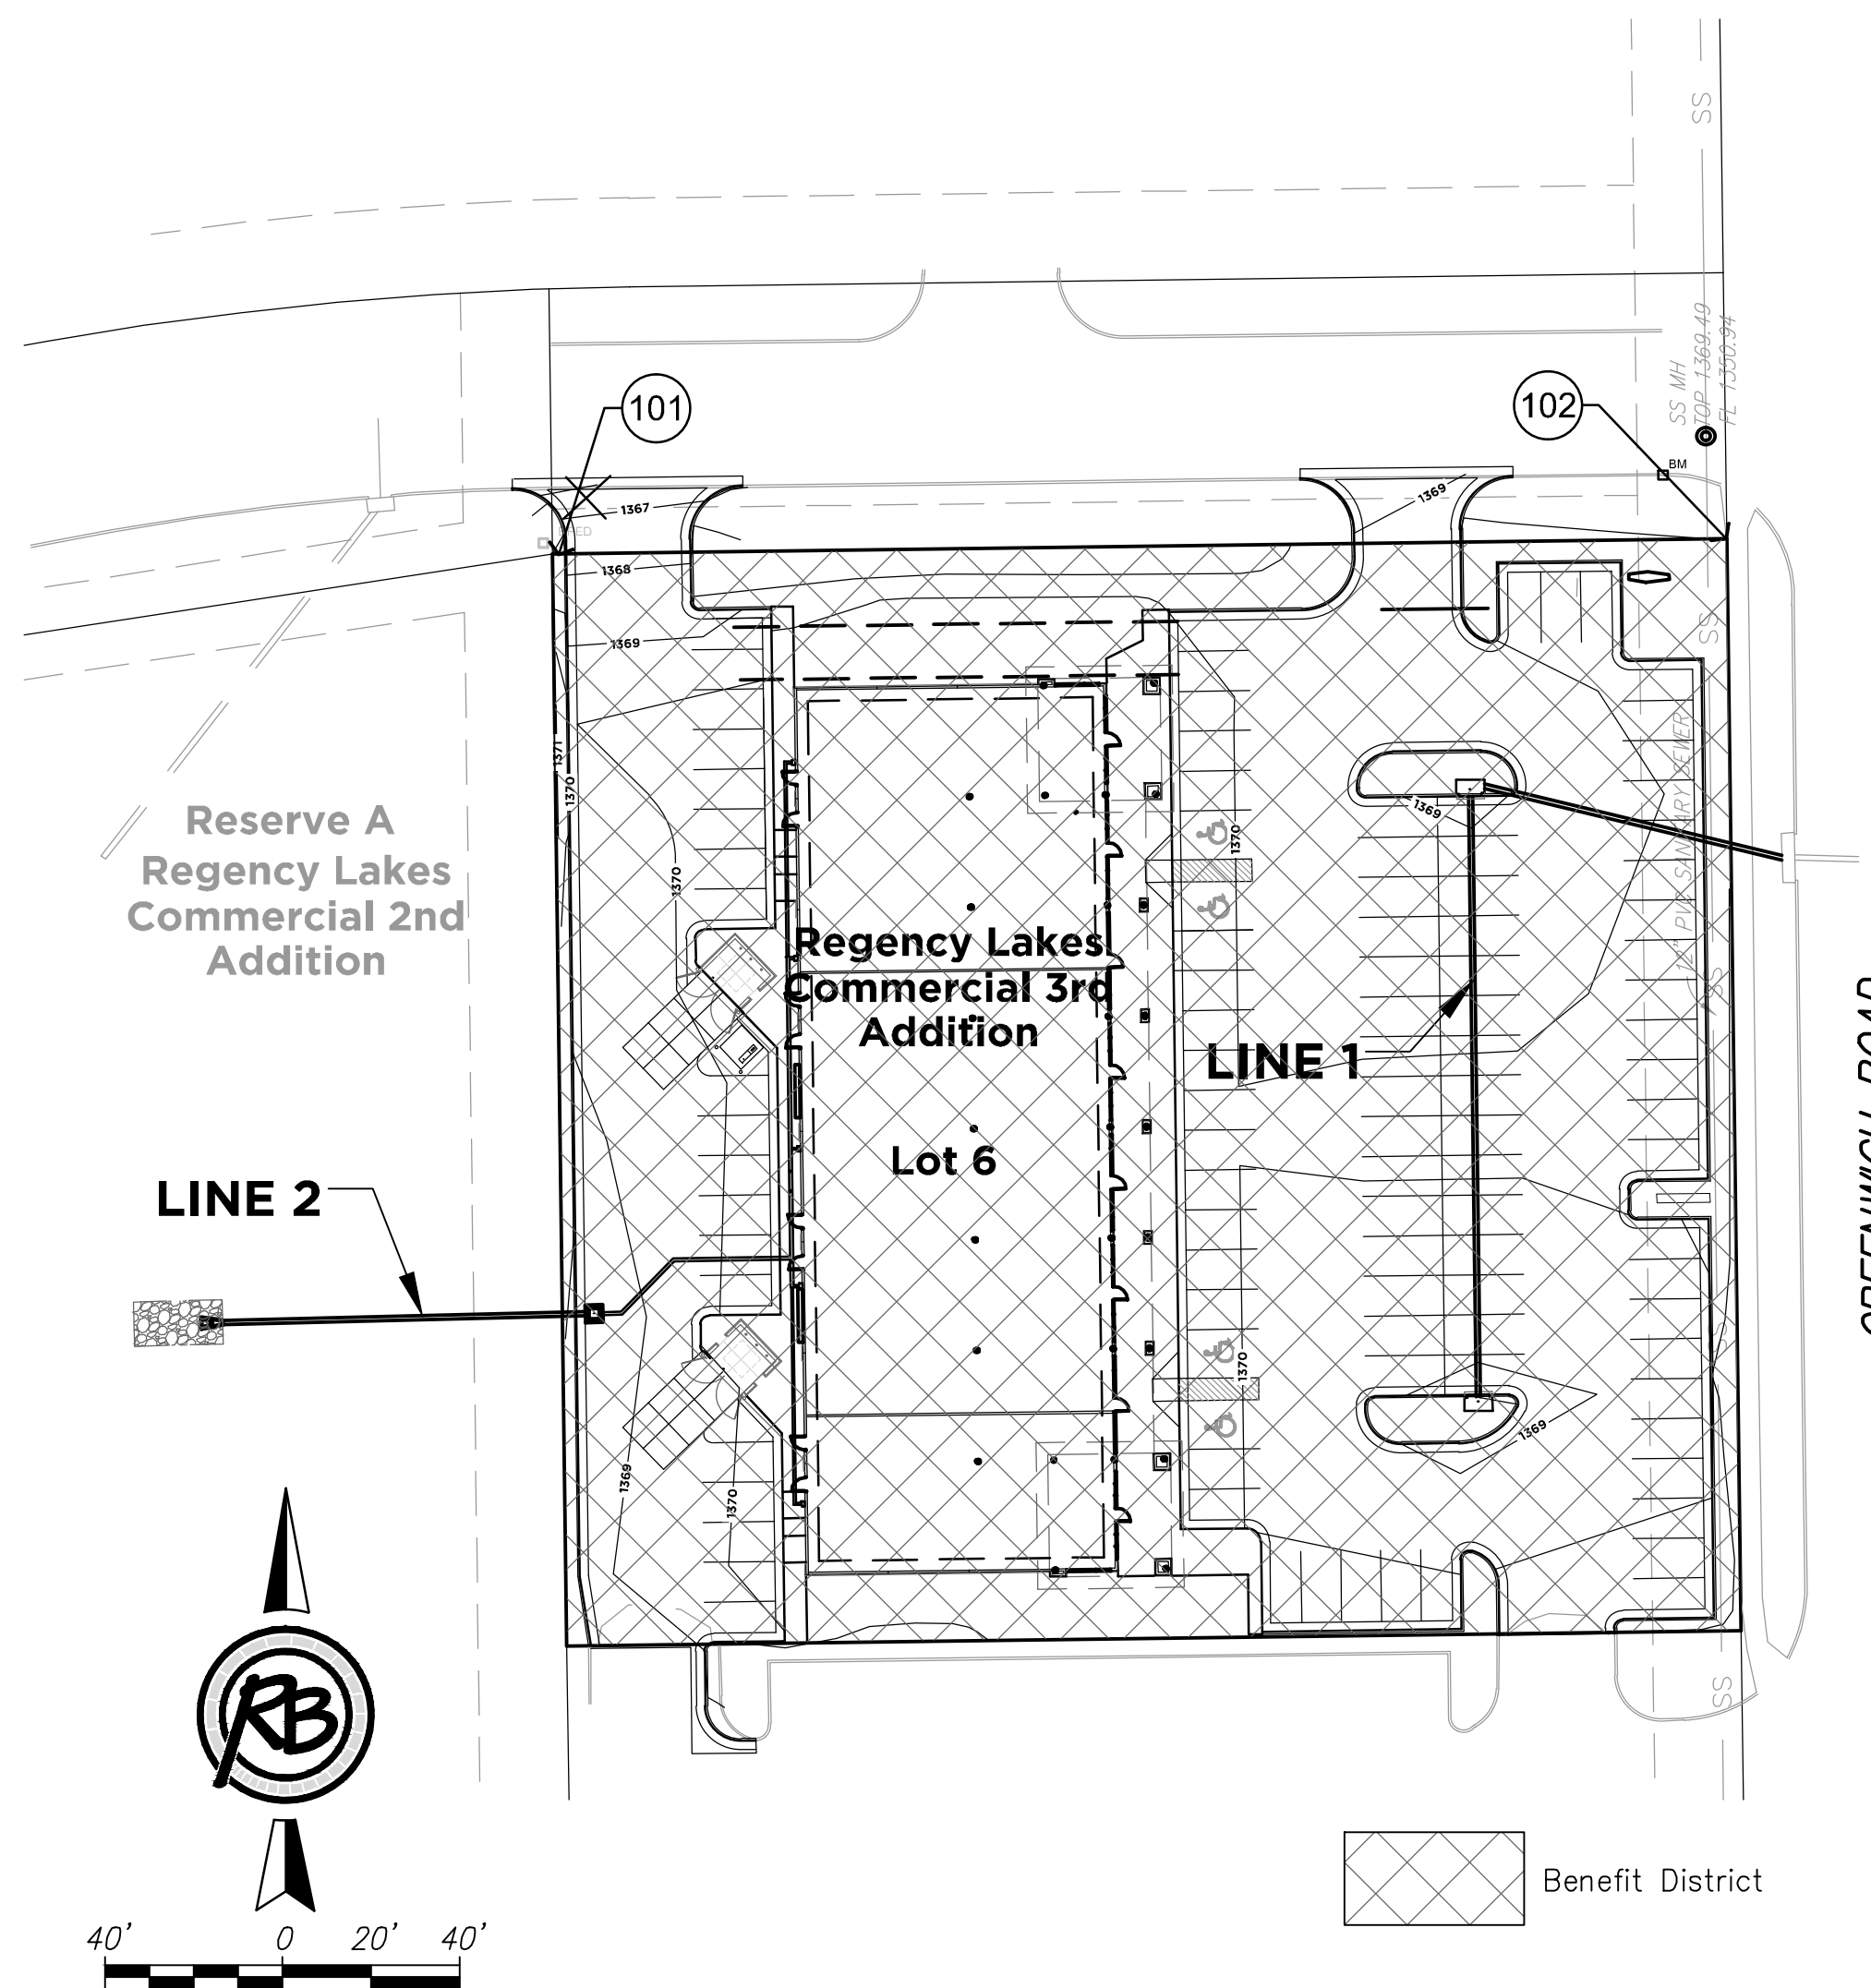 SS
SS MH
TOP 1369.49
FL 1350.94
101
102
BM
1367
1369
1368
SS
1369
1371
1370
12" PVC SANITARY SEWER
1369
1370
1370
Reserve A
Regency Lakes
Commercial 2nd
Addition
Regency Lakes
Commercial 3rd
Addition
SS
LINE 1
Lot 6
LINE 2
1370
1369
1369
1370
SS
RB
Benefit District
40' 0 20' 40'